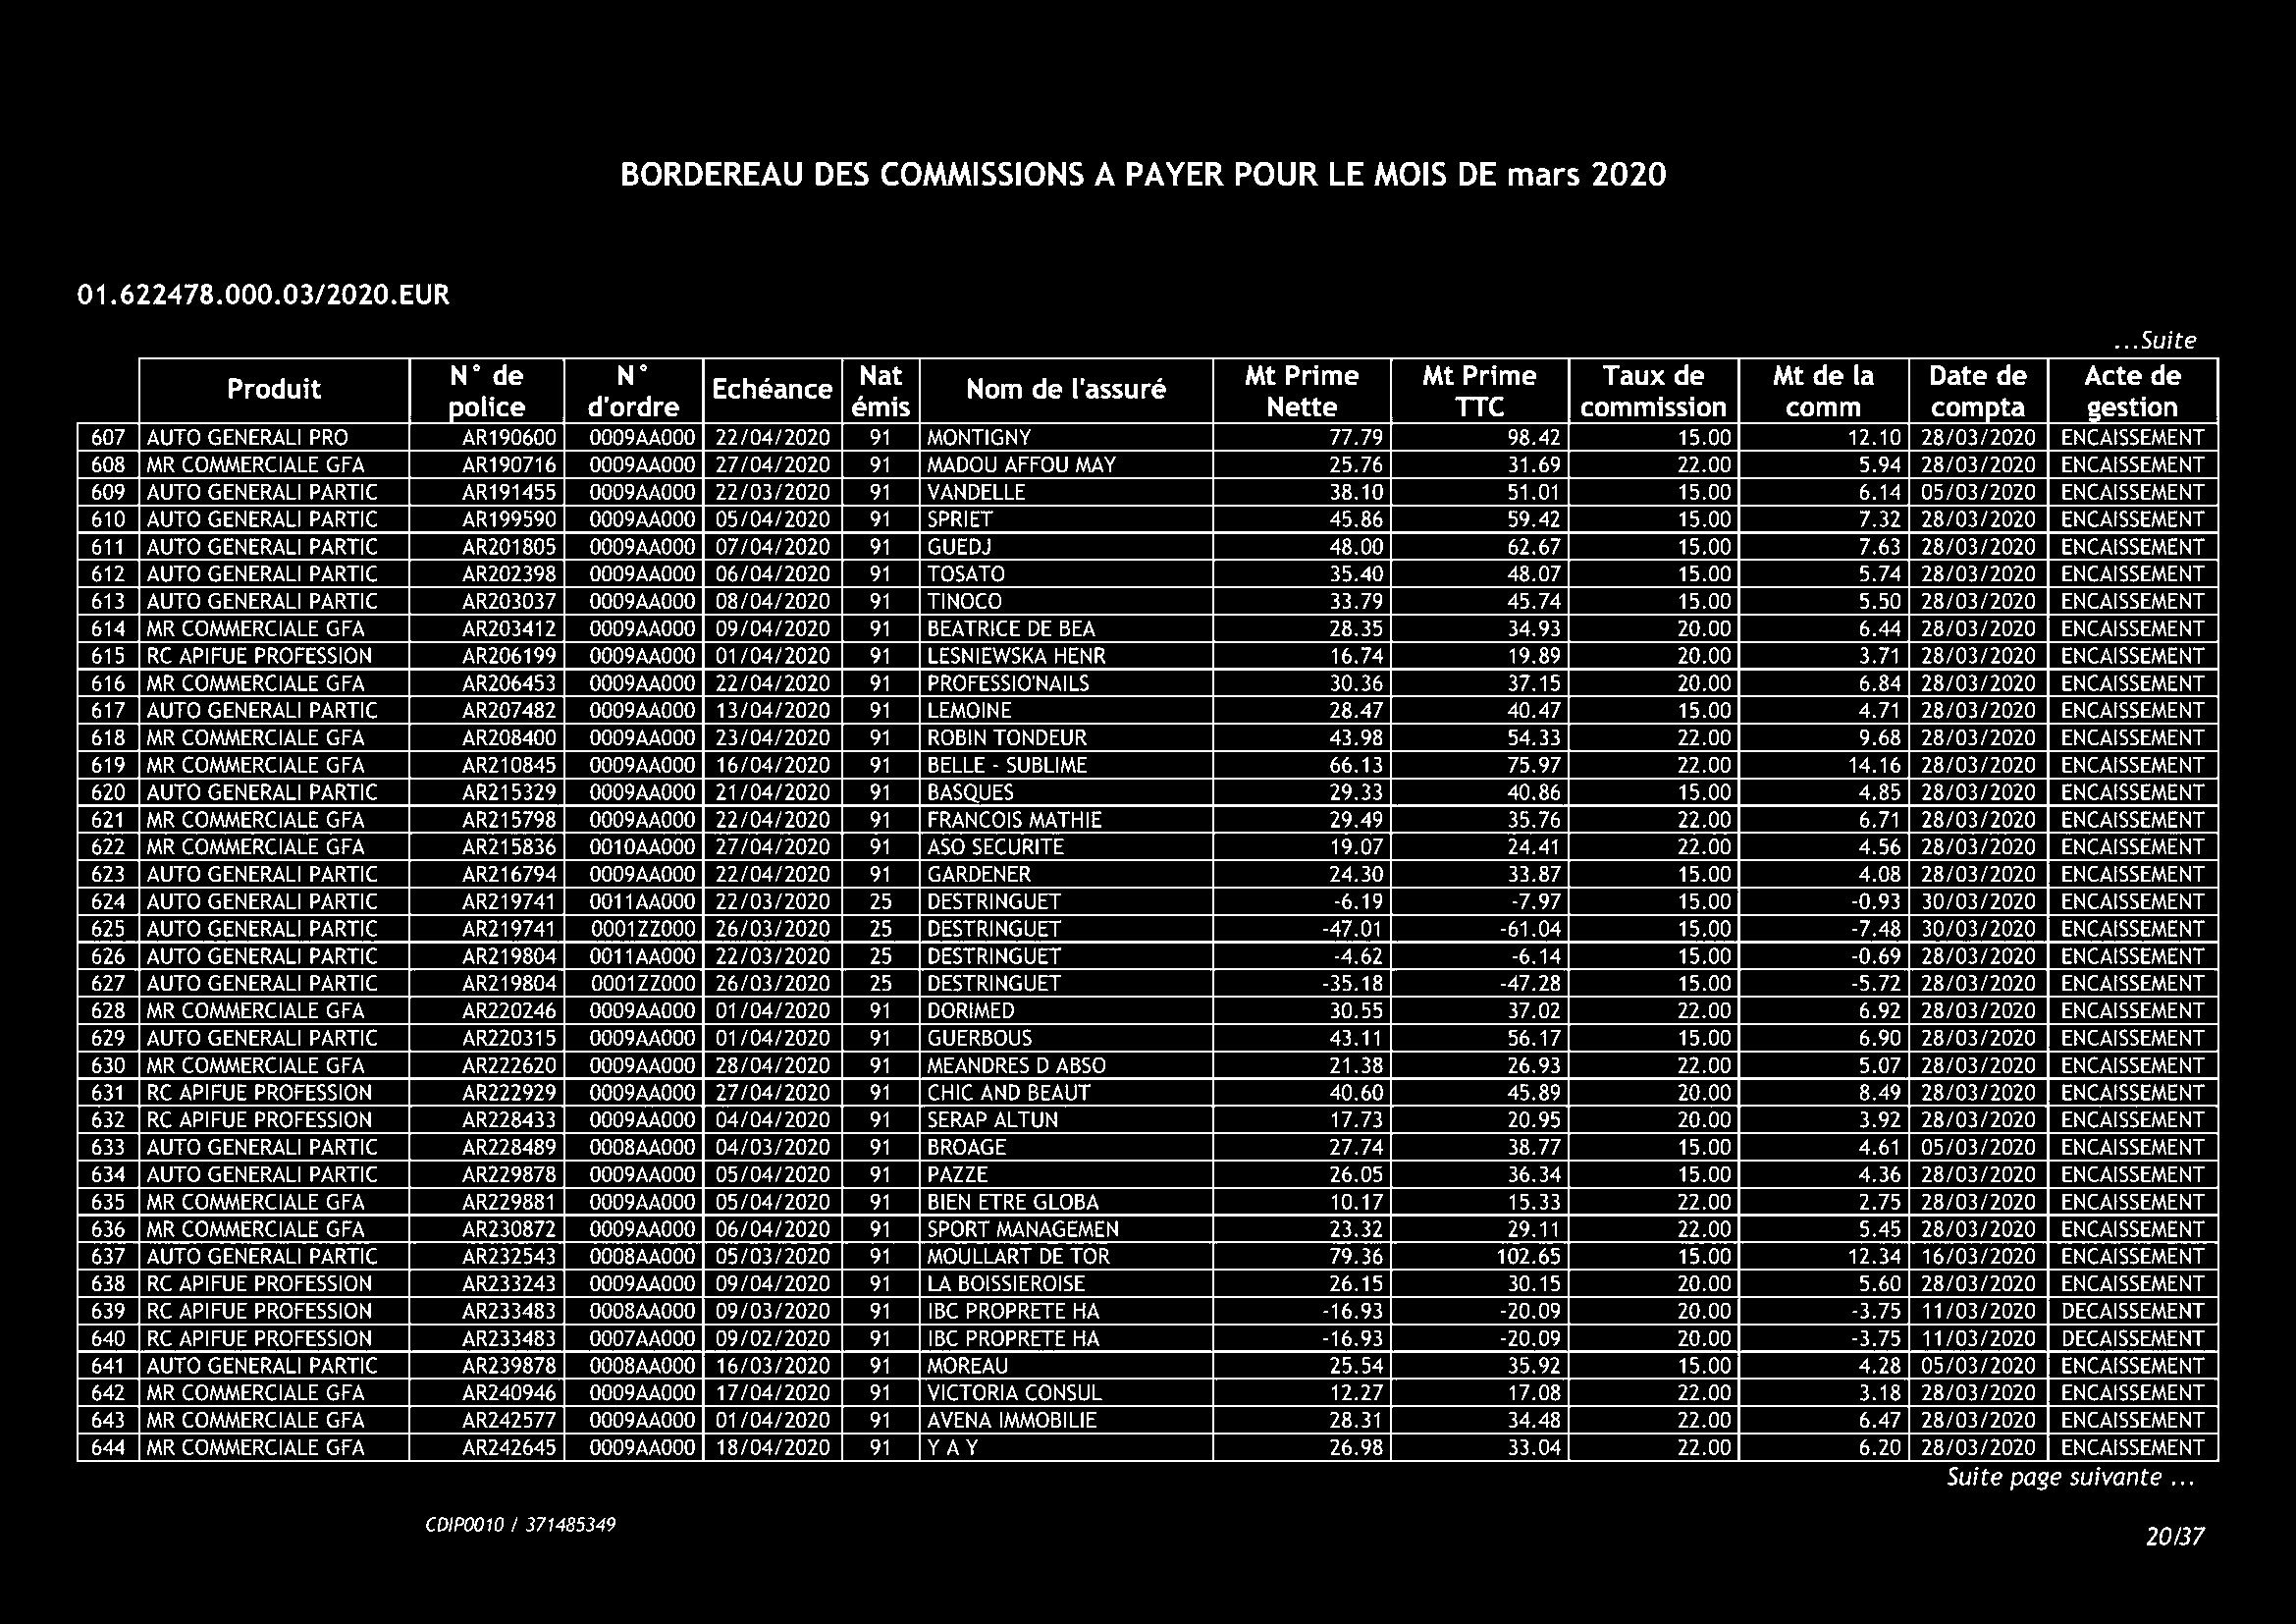 BORDEREAU DES COMMISSIONS A PAYER POUR LE MOIS DE mars 2020
01.622478.000.03/2020.EUR
...Suite
Produit N° de police N° d'ordre Echéance Nat émis Nom de l'assuré Mt Prime Nette Mt Prime TTC Taux de commission Mt de la comm Date de compta Acte de gestion
607 AUTO GENERALI PRO AR190600 0009AA000 22/04/2020 91 MONTIGNY 77.79 98.42 15.00 12.10 28/03/2020 ENCAISSEMENT
608 MR COMMERCIALE GFA AR190716 0009AA000 27/04/2020 91 MADOU AFFOU MAY 25.76 31.69 22.00 5.94 28/03/2020 ENCAISSEMENT
609 AUTO GENERALI PARTIC AR191455 0009AA000 22/03/2020 91 VANDELLE 38.10 51.01 15.00 6.14 05/03/2020 ENCAISSEMENT
610 AUTO GENERALI PARTIC AR199590 0009AA000 05/04/2020 91 SPRIET 45.86 59.42 15.00 7.32 28/03/2020 ENCAISSEMENT
611 AUTO GENERALI PARTIC AR201805 0009AA000 07/04/2020 91 GUEDJ 48.00 62.67 15.00 7.63 28/03/2020 ENCAISSEMENT
612 AUTO GENERALI PARTIC AR202398 0009AA000 06/04/2020 91 TOSATO 35.40 48.07 15.00 5.74 28/03/2020 ENCAISSEMENT
613 AUTO GENERALI PARTIC AR203037 0009AA000 08/04/2020 91 TINOCO 33.79 45.74 15.00 5.50 28/03/2020 ENCAISSEMENT
614 MR COMMERCIALE GFA AR203412 0009AA000 09/04/2020 91 BEATRICE DE BEA 28.35 34.93 20.00 6.44 28/03/2020 ENCAISSEMENT
615 RC APIFUE PROFESSION AR206199 0009AA000 01/04/2020 91 LESNIEWSKA HENR 16.74 19.89 20.00 3.71 28/03/2020 ENCAISSEMENT
616 MR COMMERCIALE GFA AR206453 0009AA000 22/04/2020 91 PROFESSIO'NAILS 30.36 37.15 20.00 6.84 28/03/2020 ENCAISSEMENT
617 AUTO GENERALI PARTIC AR207482 0009AA000 13/04/2020 91 LEMOINE 28.47 40.47 15.00 4.71 28/03/2020 ENCAISSEMENT
618 MR COMMERCIALE GFA AR208400 0009AA000 23/04/2020 91 ROBIN TONDEUR 43.98 54.33 22.00 9.68 28/03/2020 ENCAISSEMENT
619 MR COMMERCIALE GFA AR210845 0009AA000 16/04/2020 91 BELLE - SUBLIME 66.13 75.97 22.00 14.16 28/03/2020 ENCAISSEMENT
620 AUTO GENERALI PARTIC AR215329 0009AA000 21/04/2020 91 BASQUES 29.33 40.86 15.00 4.85 28/03/2020 ENCAISSEMENT
621 MR COMMERCIALE GFA AR215798 0009AA000 22/04/2020 91 FRANCOIS MATHIE 29.49 35.76 22.00 6.71 28/03/2020 ENCAISSEMENT
622 MR COMMERCIALE GFA AR215836 0010AA000 27/04/2020 91 ASO SECURITE 19.07 24.41 22.00 4.56 28/03/2020 ENCAISSEMENT
623 AUTO GENERALI PARTIC AR216794 0009AA000 22/04/2020 91 GARDENER 24.30 33.87 15.00 4.08 28/03/2020 ENCAISSEMENT
624 AUTO GENERALI PARTIC AR219741 0011AA000 22/03/2020 25 DESTRINGUET -6.19 -7.97 15.00 -0.93 30/03/2020 ENCAISSEMENT
625 AUTO GENERALI PARTIC AR219741 0001ZZ000 26/03/2020 25 DESTRINGUET -47.01 -61.04 15.00 -7.48 30/03/2020 ENCAISSEMENT
626 AUTO GENERALI PARTIC AR219804 0011AA000 22/03/2020 25 DESTRINGUET -4.62 -6.14 15.00 -0.69 28/03/2020 ENCAISSEMENT
627 AUTO GENERALI PARTIC AR219804 0001ZZ000 26/03/2020 25 DESTRINGUET -35.18 -47.28 15.00 -5.72 28/03/2020 ENCAISSEMENT
628 MR COMMERCIALE GFA AR220246 0009AA000 01/04/2020 91 DORIMED 30.55 37.02 22.00 6.92 28/03/2020 ENCAISSEMENT
629 AUTO GENERALI PARTIC AR220315 0009AA000 01/04/2020 91 GUERBOUS 43.11 56.17 15.00 6.90 28/03/2020 ENCAISSEMENT
630 MR COMMERCIALE GFA AR222620 0009AA000 28/04/2020 91 MEANDRES D ABSO 21.38 26.93 22.00 5.07 28/03/2020 ENCAISSEMENT
631 RC APIFUE PROFESSION AR222929 0009AA000 27/04/2020 91 CHIC AND BEAUT 40.60 45.89 20.00 8.49 28/03/2020 ENCAISSEMENT
632 RC APIFUE PROFESSION AR228433 0009AA000 04/04/2020 91 SERAP ALTUN 17.73 20.95 20.00 3.92 28/03/2020 ENCAISSEMENT
633 AUTO GENERALI PARTIC AR228489 0008AA000 04/03/2020 91 BROAGE 27.74 38.77 15.00 4.61 05/03/2020 ENCAISSEMENT
634 AUTO GENERALI PARTIC AR229878 0009AA000 05/04/2020 91 PAZZE 26.05 36.34 15.00 4.36 28/03/2020 ENCAISSEMENT
635 MR COMMERCIALE GFA AR229881 0009AA000 05/04/2020 91 BIEN ETRE GLOBA 10.17 15.33 22.00 2.75 28/03/2020 ENCAISSEMENT
636 MR COMMERCIALE GFA AR230872 0009AA000 06/04/2020 91 SPORT MANAGEMEN 23.32 29.11 22.00 5.45 28/03/2020 ENCAISSEMENT
637 AUTO GENERALI PARTIC AR232543 0008AA000 05/03/2020 91 MOULLART DE TOR 79.36 102.65 15.00 12.34 16/03/2020 ENCAISSEMENT
638 RC APIFUE PROFESSION AR233243 0009AA000 09/04/2020 91 LA BOISSIEROISE 26.15 30.15 20.00 5.60 28/03/2020 ENCAISSEMENT
639 RC APIFUE PROFESSION AR233483 0008AA000 09/03/2020 91 IBC PROPRETE HA -16.93 -20.09 20.00 -3.75 11/03/2020 DECAISSEMENT
640 RC APIFUE PROFESSION AR233483 0007AA000 09/02/2020 91 IBC PROPRETE HA -16.93 -20.09 20.00 -3.75 11/03/2020 DECAISSEMENT
641 AUTO GENERALI PARTIC AR239878 0008AA000 16/03/2020 91 MOREAU 25.54 35.92 15.00 4.28 05/03/2020 ENCAISSEMENT
642 MR COMMERCIALE GFA AR240946 0009AA000 17/04/2020 91 VICTORIA CONSUL 12.27 17.08 22.00 3.18 28/03/2020 ENCAISSEMENT
643 MR COMMERCIALE GFA AR242577 0009AA000 01/04/2020 91 AVENA IMMOBILIE 28.31 34.48 22.00 6.47 28/03/2020 ENCAISSEMENT
644 MR COMMERCIALE GFA AR242645 0009AA000 18/04/2020 91 Y A Y 26.98 33.04 22.00 6.20 28/03/2020 ENCAISSEMENT
Suite page suivante ...
CDIP0010 / 371485349
20/37